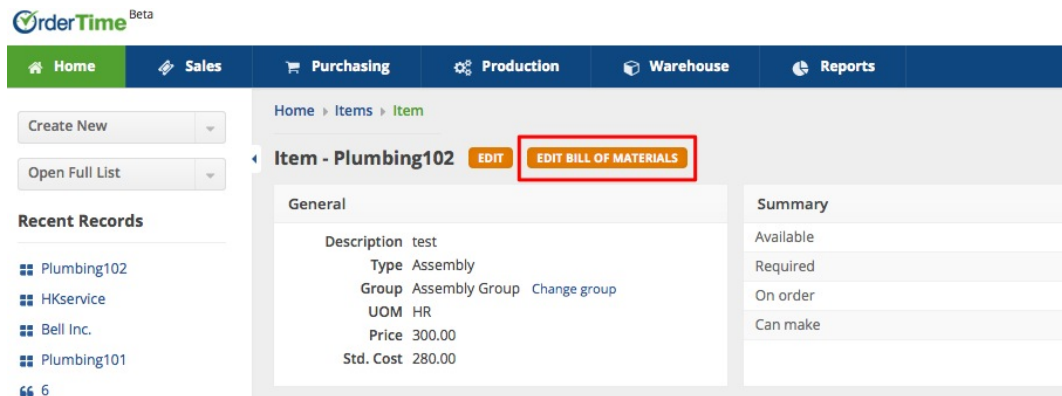 OrderTime Beta
Home Sales Purchasing Production Warehouse Reports
Create New
Open Full List
Recent Records
Plumbing102
HKservice
Bell Inc.
Plumbing101
6
Home Items Item
Item - Plumbing102 EDIT EDIT BILL OF MATERIALS
General
Description test
Type Assembly
Group Assembly Group Change group
UOM HR
Price 300.00
Std. Cost 280.00
Summary
Available
Required
On order
Can make